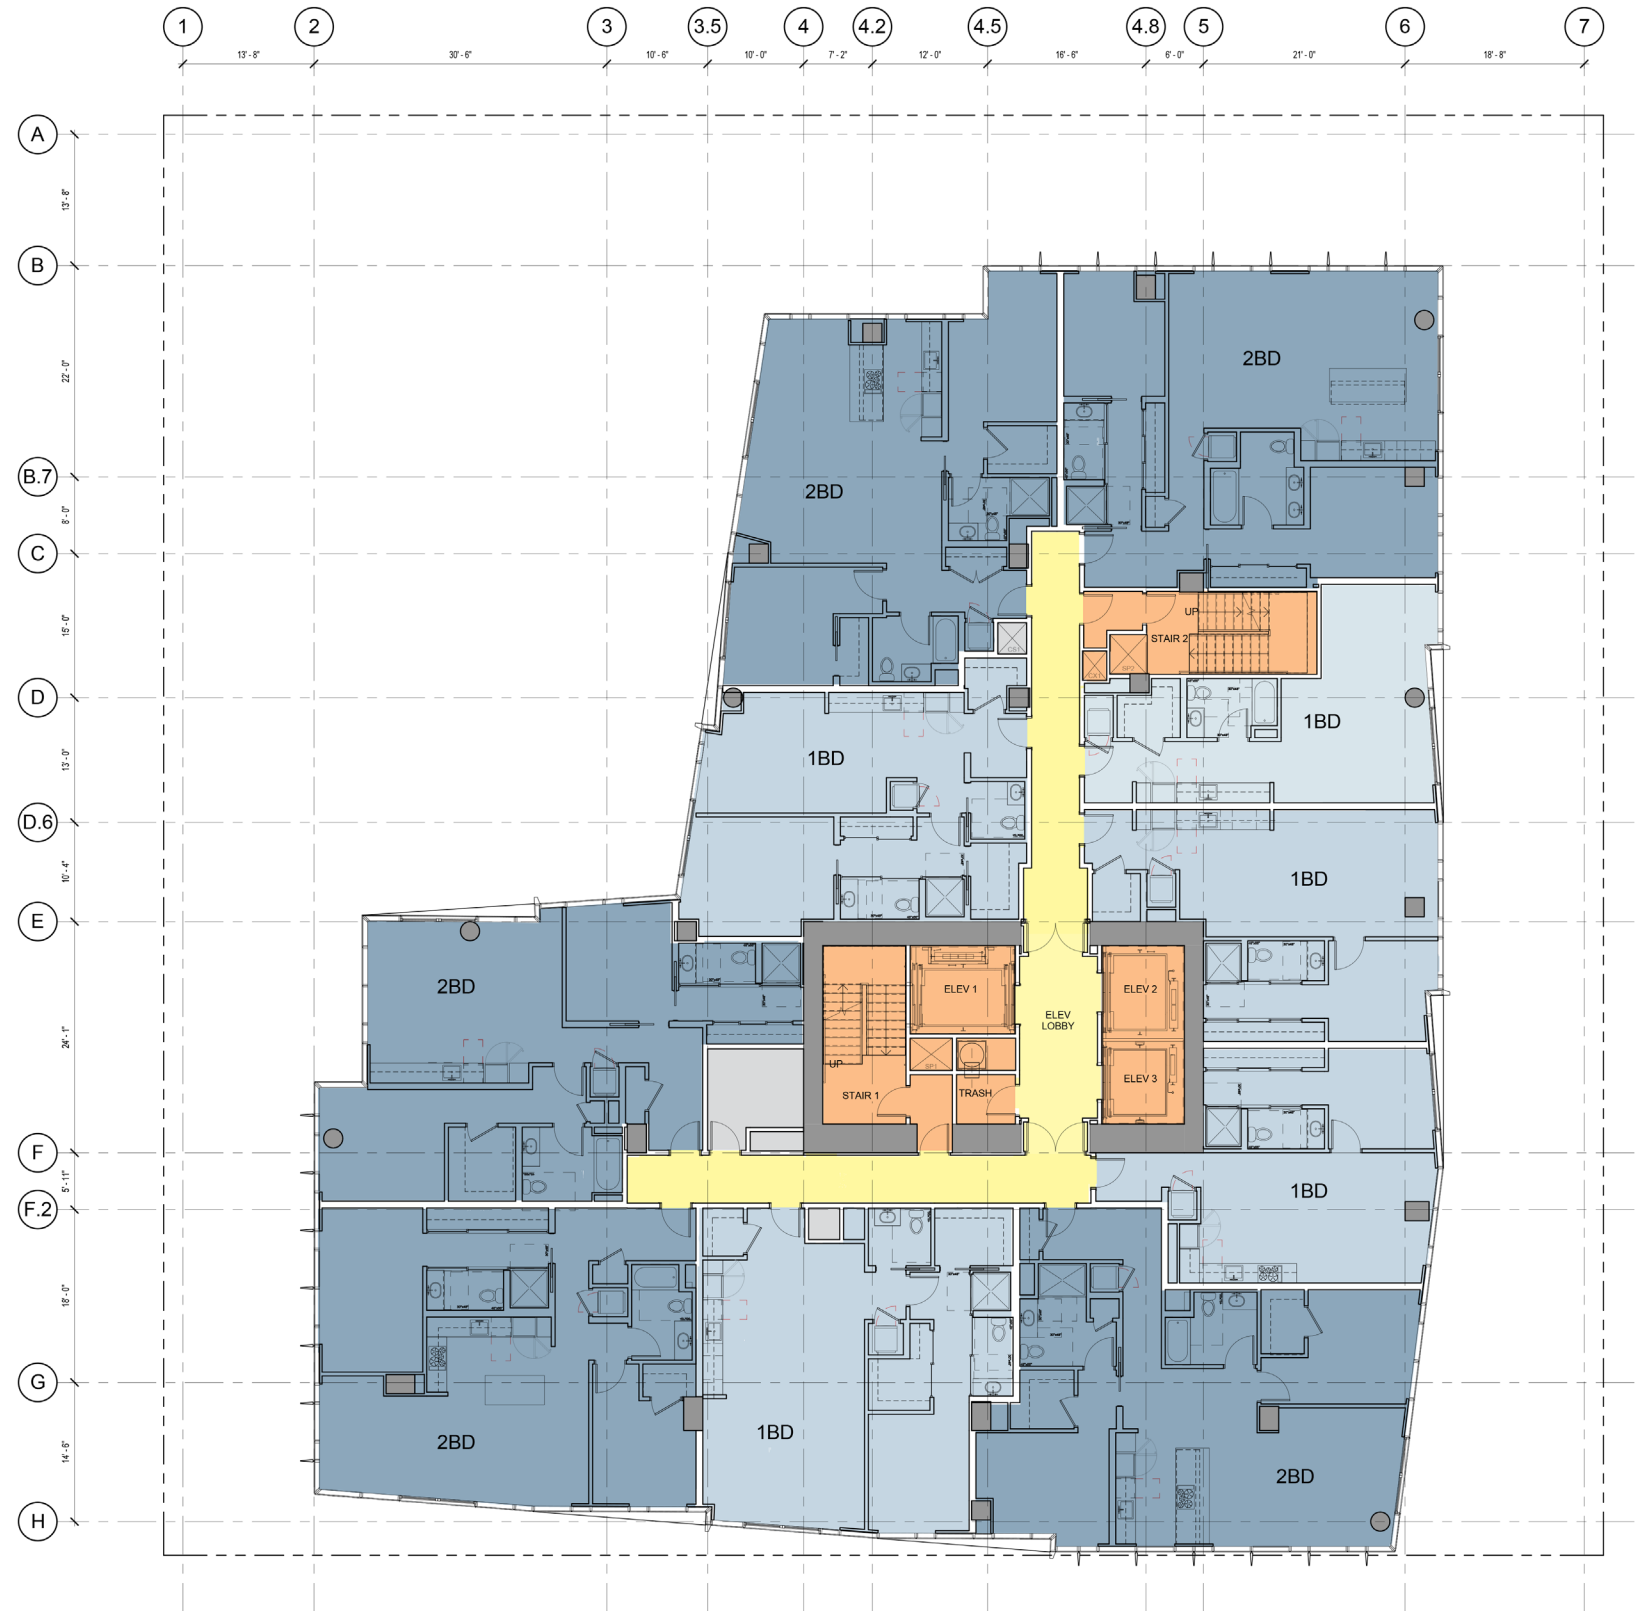 1 2 3 3.5 4 4.2 4.5 4.8 5 6 7
13' - 8" 30' - 6" 10' - 6" 10' - 0" 7' - 2" 12' - 0" 16' - 6" 6' - 0" 21' - 0" 18' - 8"
A
13' - 8"
B
22' - 0"
2BD
B.7
2BD
8' - 0"
C
15' - 0"
UP
STAIR 2
CS1
SP2
D
1BD
13' - 0"
1BD
D.6
10' - 4"
1BD
E
2BD
ELEV 1
ELEV 2
ELEV
LOBBY
24' - 1"
UP
SP1
ELEV 3
STAIR 1
TRASH
F
5' - 11"
1BD
F.2
18' - 0"
G
1BD
2BD
14' - 6"
2BD
H